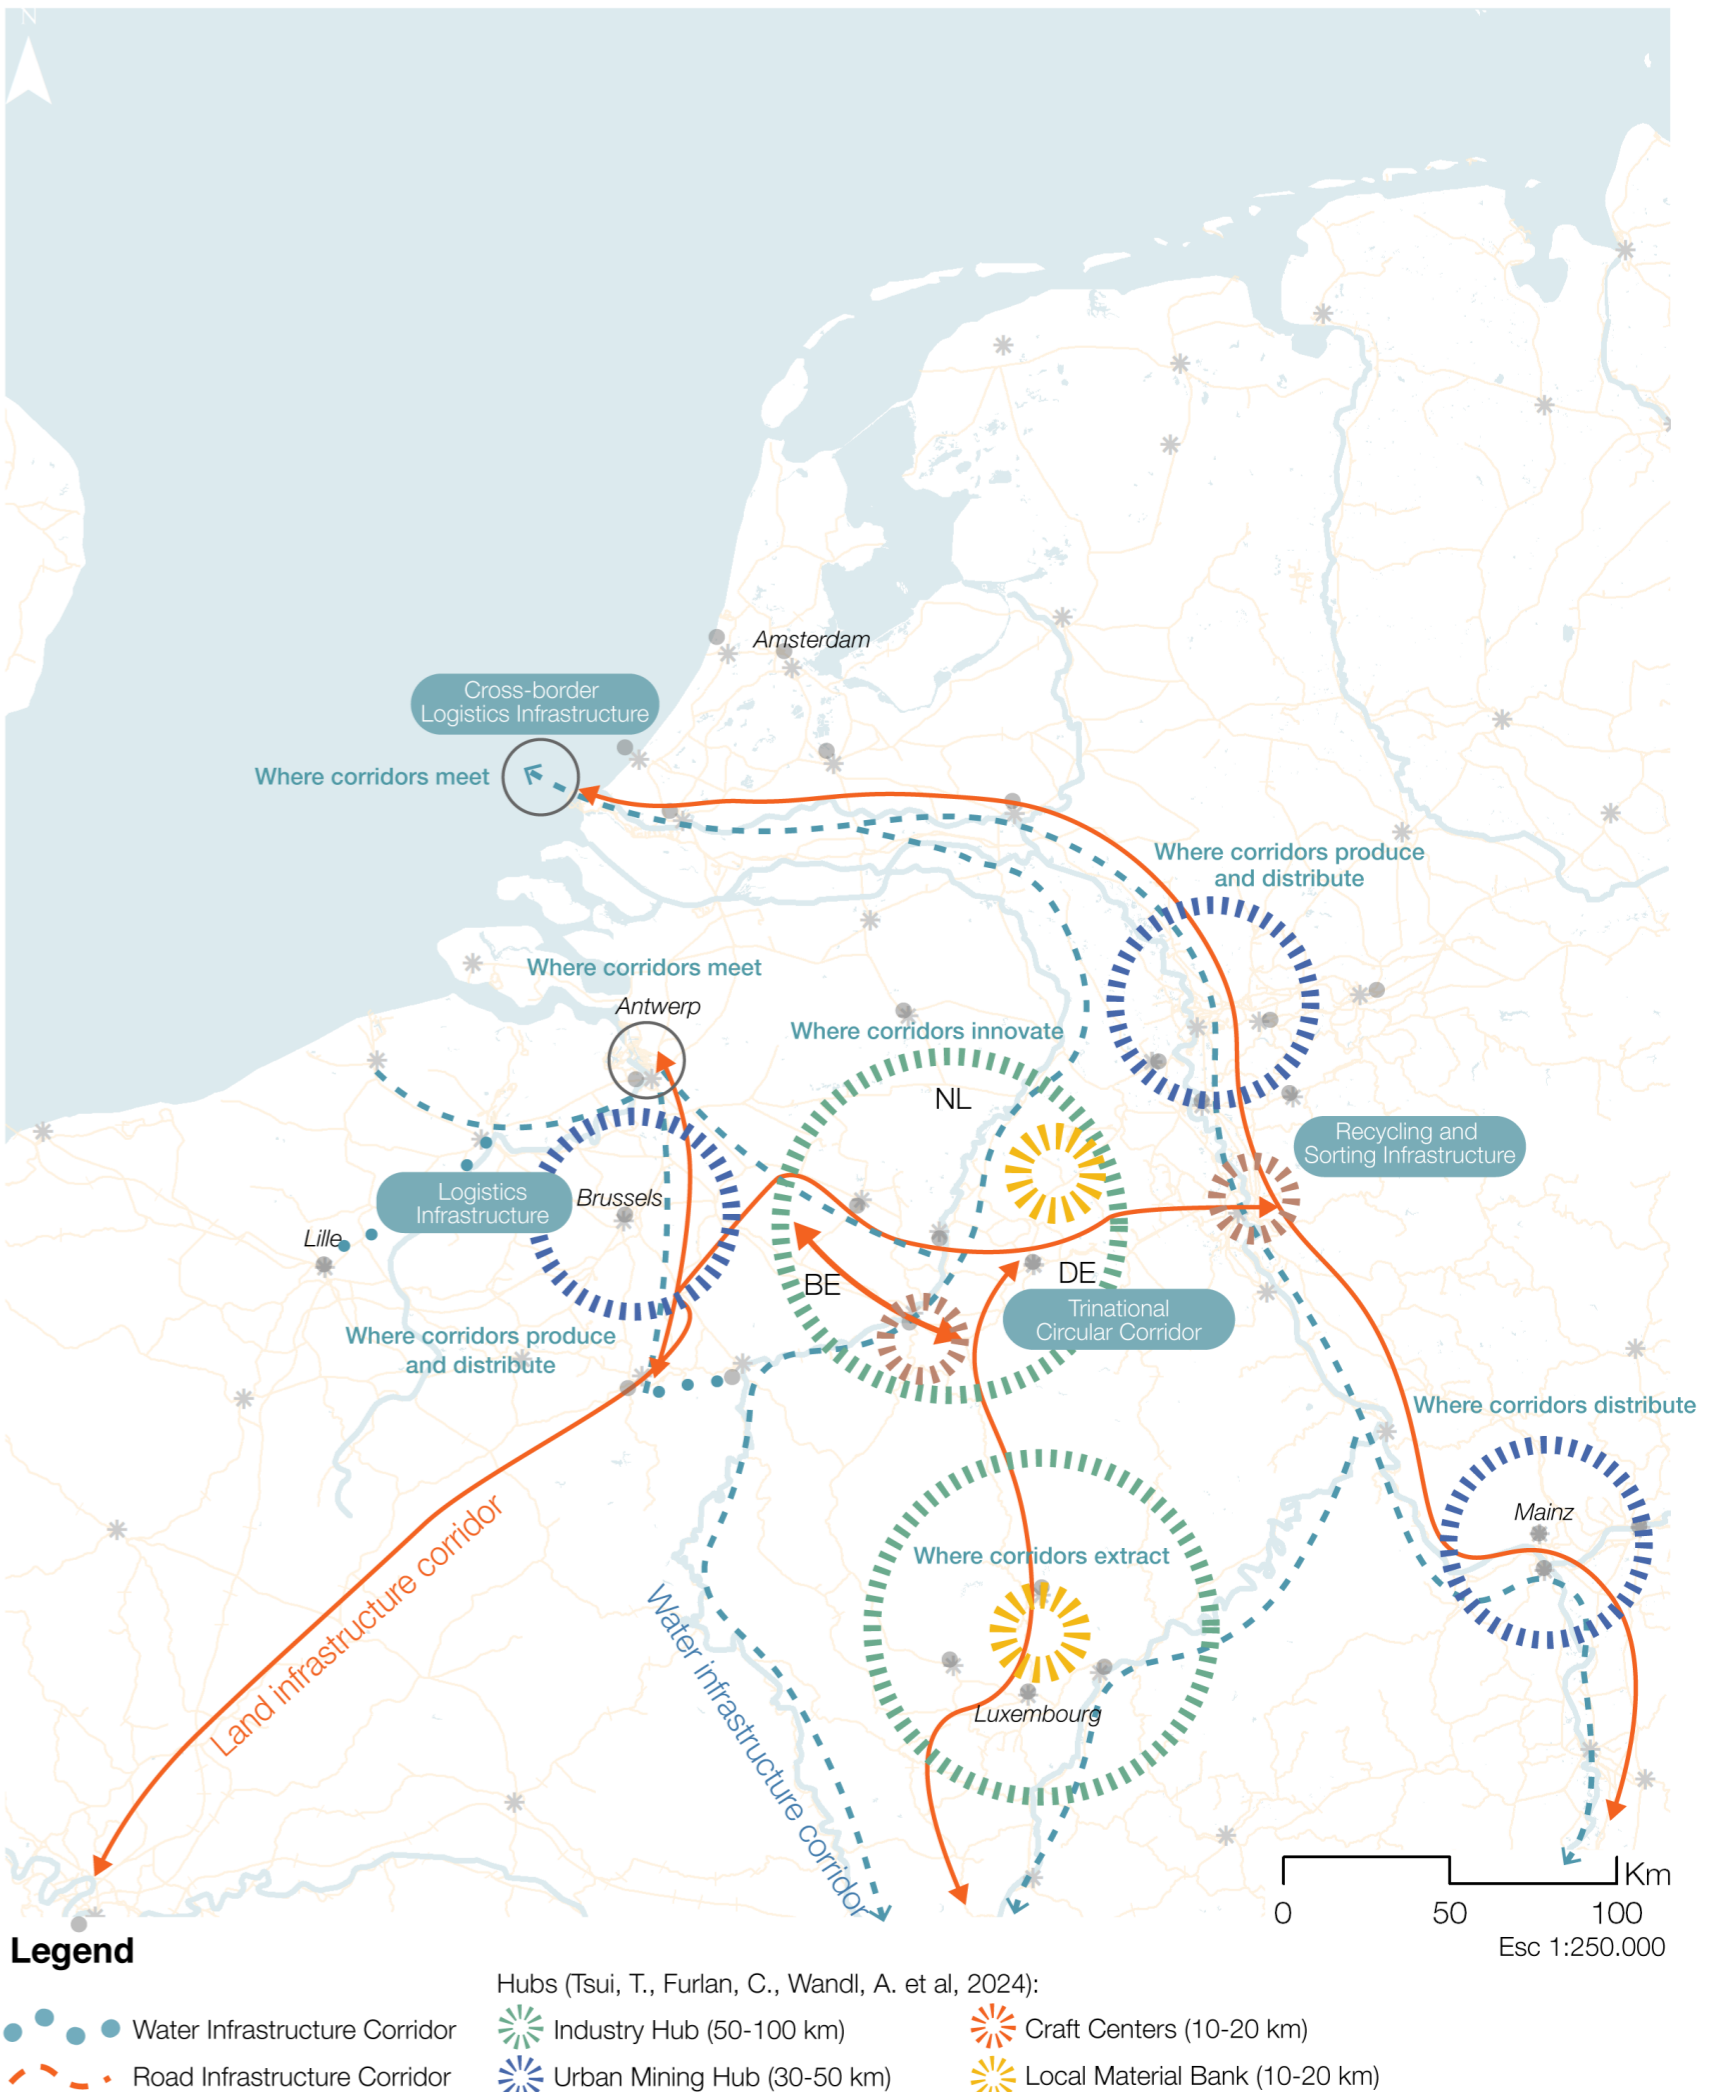 N
Amsterdam
Cross-border
Logistics Infrastructure
Where corridors meet
Where corridors produce
and distribute
Where corridors meet
Antwerp
Where corridors innovate
NL
Recycling and
Sorting Infrastructure
Logistics
Infrastructure
Brussels
Lille
BE
DE
Trinational
Circular Corridor
Where corridors produce
and distribute
Where corridors distribute
Mainz
Where corridors extract
Land infrastructure corridor
Water infrastructure corridor
Luxembourg
Km
0 50 100
Esc 1:250.000
Legend
Hubs (Tsui, T., Furlan, C., Wandl, A. et al, 2024):
Water Infrastructure Corridor
Industry Hub (50-100 km)
Craft Centers (10-20 km)
Road Infrastructure Corridor
Urban Mining Hub (30-50 km)
Local Material Bank (10-20 km)